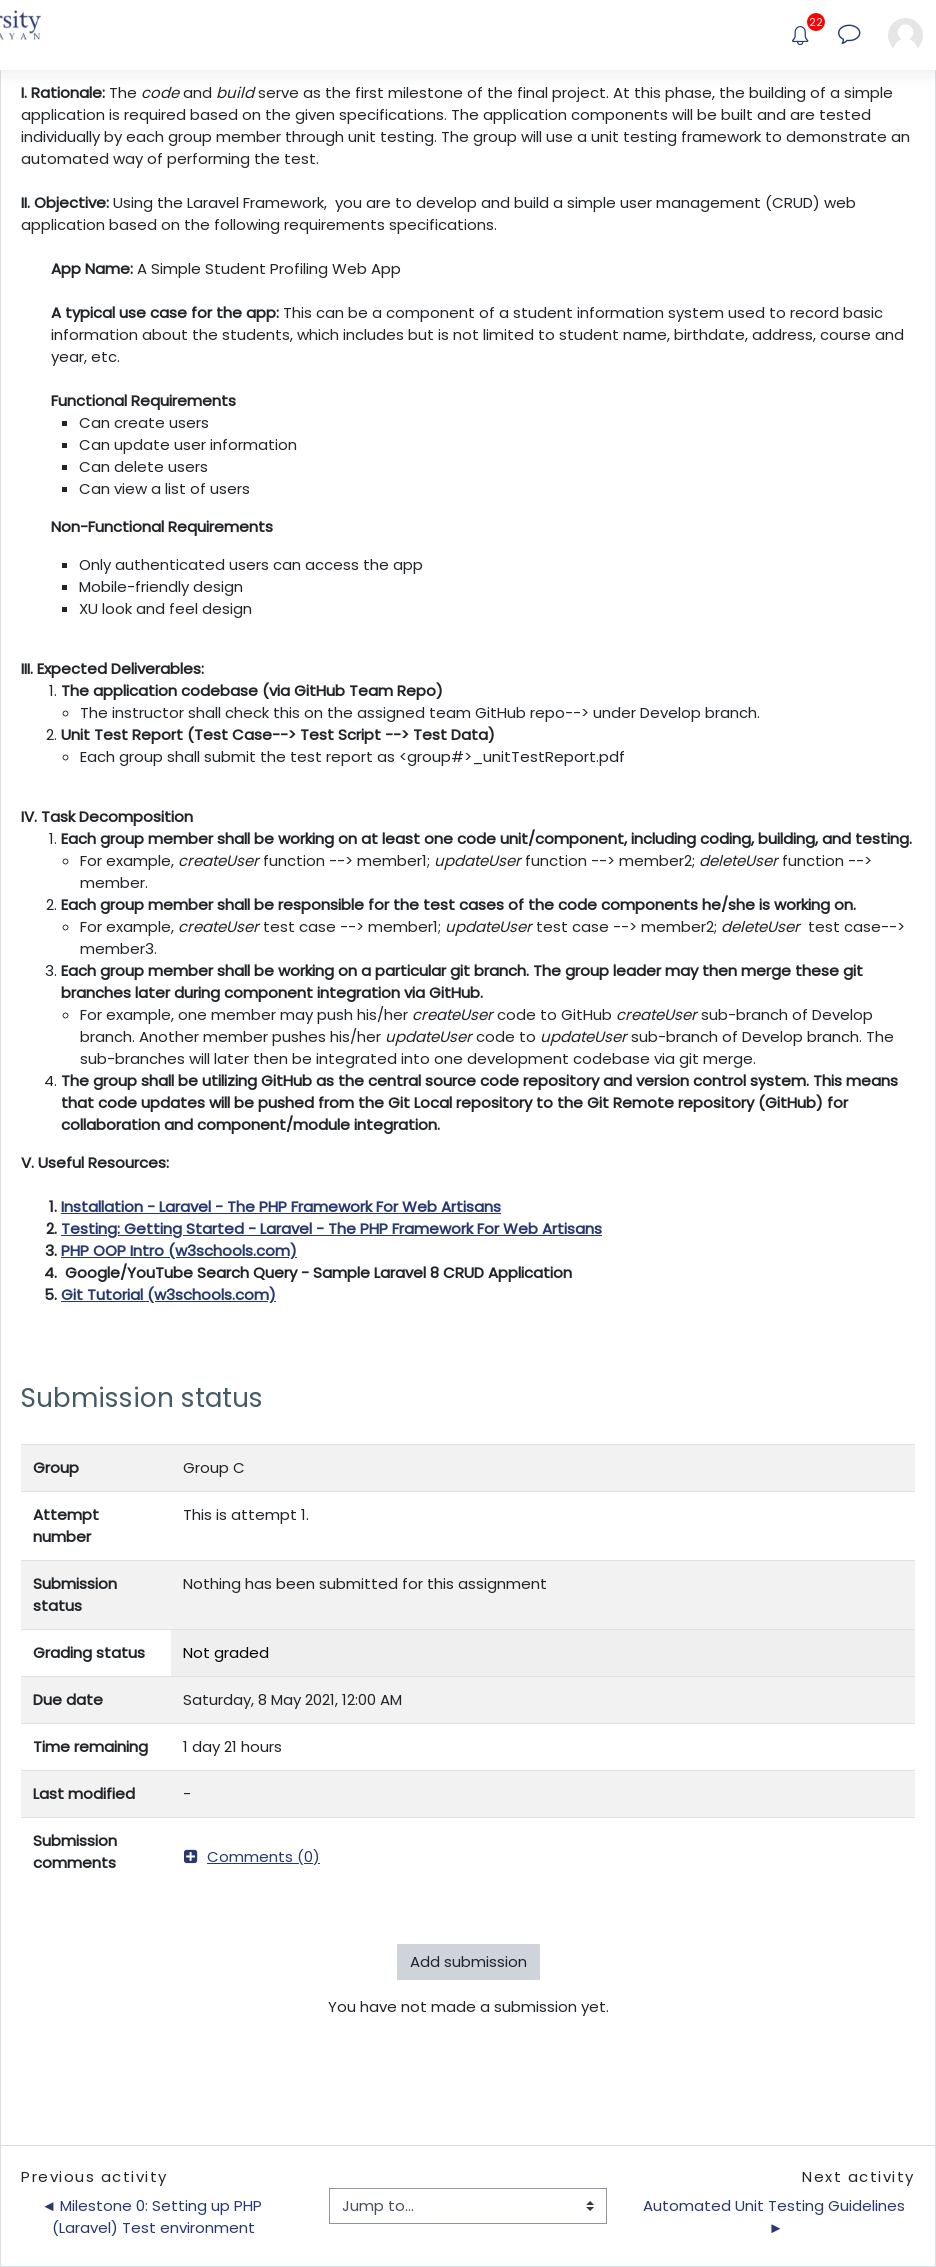 rsity
AYAN
22
I. Rationale: The code and build serve as the first milestone of the final project. At this phase, the building of a simple
application is required based on the given specifications. The application components will be built and are tested
individually by each group member through unit testing. The group will use a unit testing framework to demonstrate an
automated way of performing the test.
II. Objective: Using the Laravel Framework,  you are to develop and build a simple user management (CRUD) web
application based on the following requirements specifications.
App Name: A Simple Student Profiling Web App
A typical use case for the app: This can be a component of a student information system used to record basic
information about the students, which includes but is not limited to student name, birthdate, address, course and
year, etc.
Functional Requirements
▪ Can create users
▪ Can update user information
▪ Can delete users
▪ Can view a list of users
Non-Functional Requirements
▪ Only authenticated users can access the app
▪ Mobile-friendly design
▪ XU look and feel design
III. Expected Deliverables:
1. The application codebase (via GitHub Team Repo)
○ The instructor shall check this on the assigned team GitHub repo--> under Develop branch.
2. Unit Test Report (Test Case--> Test Script --> Test Data)
○ Each group shall submit the test report as <group#>_unitTestReport.pdf
IV. Task Decomposition
1. Each group member shall be working on at least one code unit/component, including coding, building, and testing.
○ For example, createUser function --> member1; updateUser function --> member2; deleteUser function -->
member.
2. Each group member shall be responsible for the test cases of the code components he/she is working on.
○ For example, createUser test case --> member1; updateUser test case --> member2; deleteUser  test case-->
member3.
3. Each group member shall be working on a particular git branch. The group leader may then merge these git
branches later during component integration via GitHub.
○ For example, one member may push his/her createUser code to GitHub createUser sub-branch of Develop
branch. Another member pushes his/her updateUser code to updateUser sub-branch of Develop branch. The
sub-branches will later then be integrated into one development codebase via git merge.
4. The group shall be utilizing GitHub as the central source code repository and version control system. This means
that code updates will be pushed from the Git Local repository to the Git Remote repository (GitHub) for
collaboration and component/module integration.
V. Useful Resources:
1. Installation - Laravel - The PHP Framework For Web Artisans
2. Testing: Getting Started - Laravel - The PHP Framework For Web Artisans
3. PHP OOP Intro (w3schools.com)
4.  Google/YouTube Search Query - Sample Laravel 8 CRUD Application
5. Git Tutorial (w3schools.com)
Submission status
Group Group C
Attempt This is attempt 1.
number
Submission Nothing has been submitted for this assignment
status
Grading status Not graded
Due date Saturday, 8 May 2021, 12:00 AM
Time remaining 1 day 21 hours
Last modified -
Submission
comments Comments (0)
Add submission
You have not made a submission yet.
Previous activity
◄ Milestone 0: Setting up PHP
(Laravel) Test environment
Jump to...
Next activity
Automated Unit Testing Guidelines
►